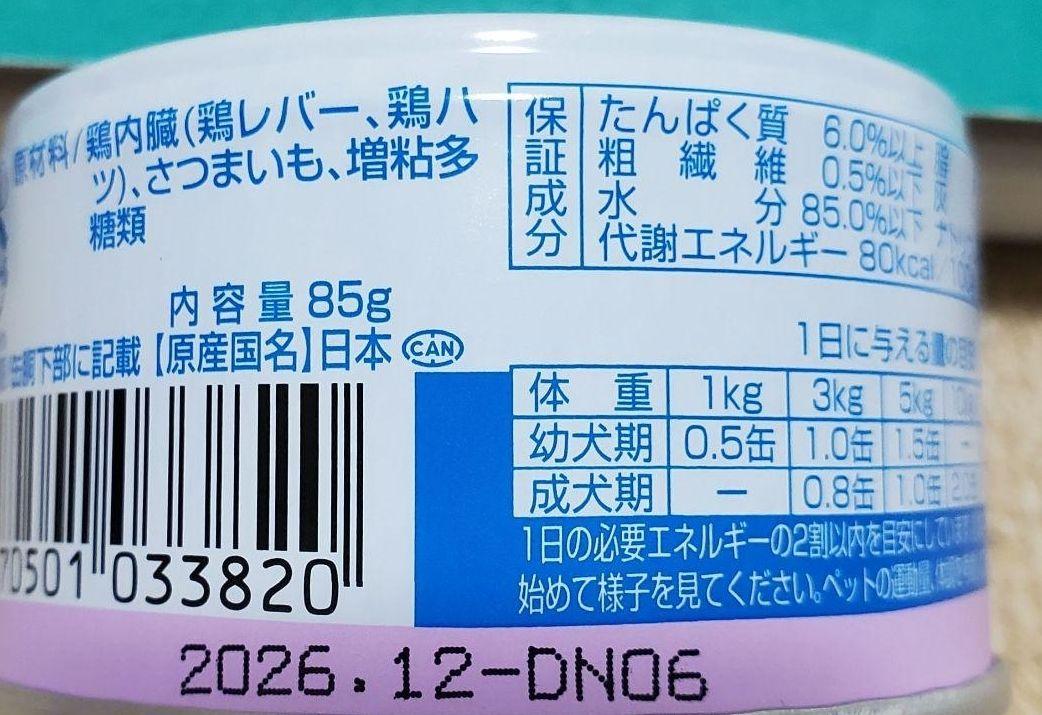 原材料/鶏内臓(鶏レバー、鶏ハ
ツ)、さつまいも、増粘多
糖類
内容量 85g
缶胴下部に記載【原産国名】日本 CAN
70501 033820
保証成分
たんぱく質 6.0%以上
粗繊維 0.5%以下
水分 85.0%以下
代謝エネルギー 80kcal/100
1日に与える量の
体重 1kg 3kg 5kg
幼犬期 0.5缶 1.0缶 1.5缶 ー
成犬期 ー 0.8缶 1.0缶
1日の必要エネルギーの2割以内を目安にして
始めて様子を見てください。ペットの運動量、
2026.12-DN06